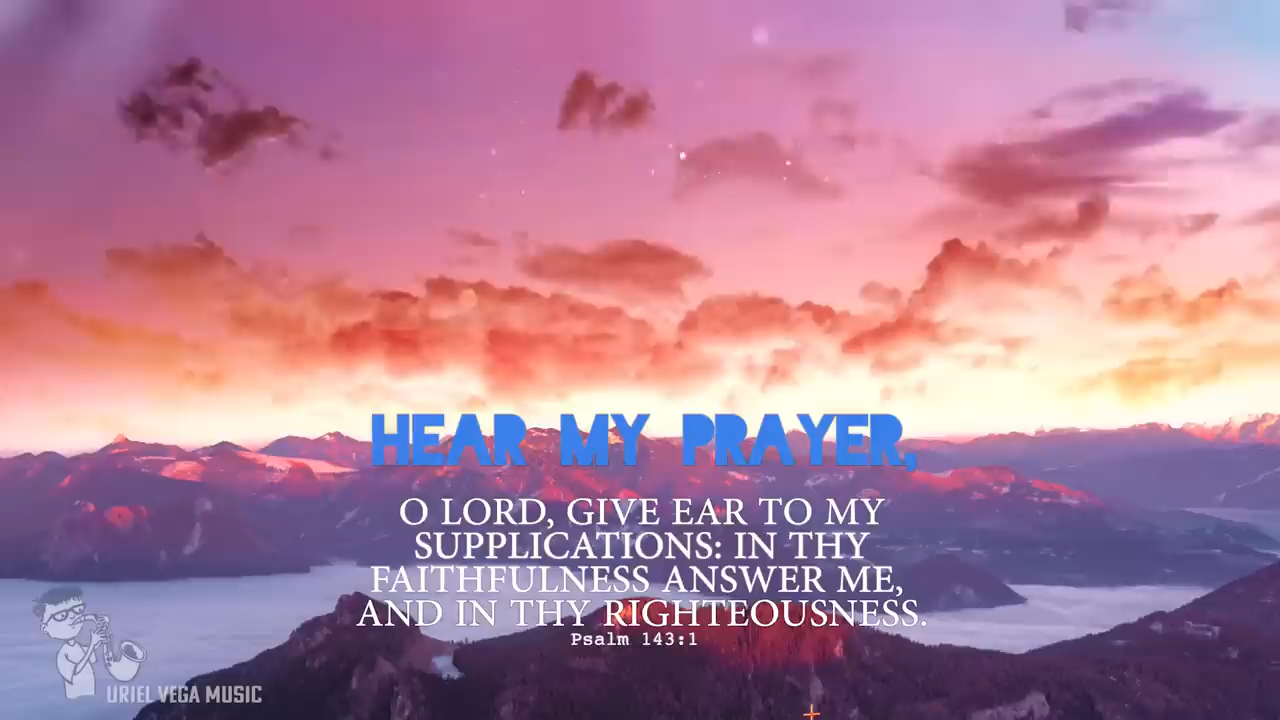 HEAR MY PRAYER,
O LORD, GIVE EAR TO MY
SUPPLICATIONS: IN THY
FAITHFULNESS ANSWER ME,
AND IN THY RIGHTEOUSNESS.
Psalm 143:1
URIEL VEGA MUSIC